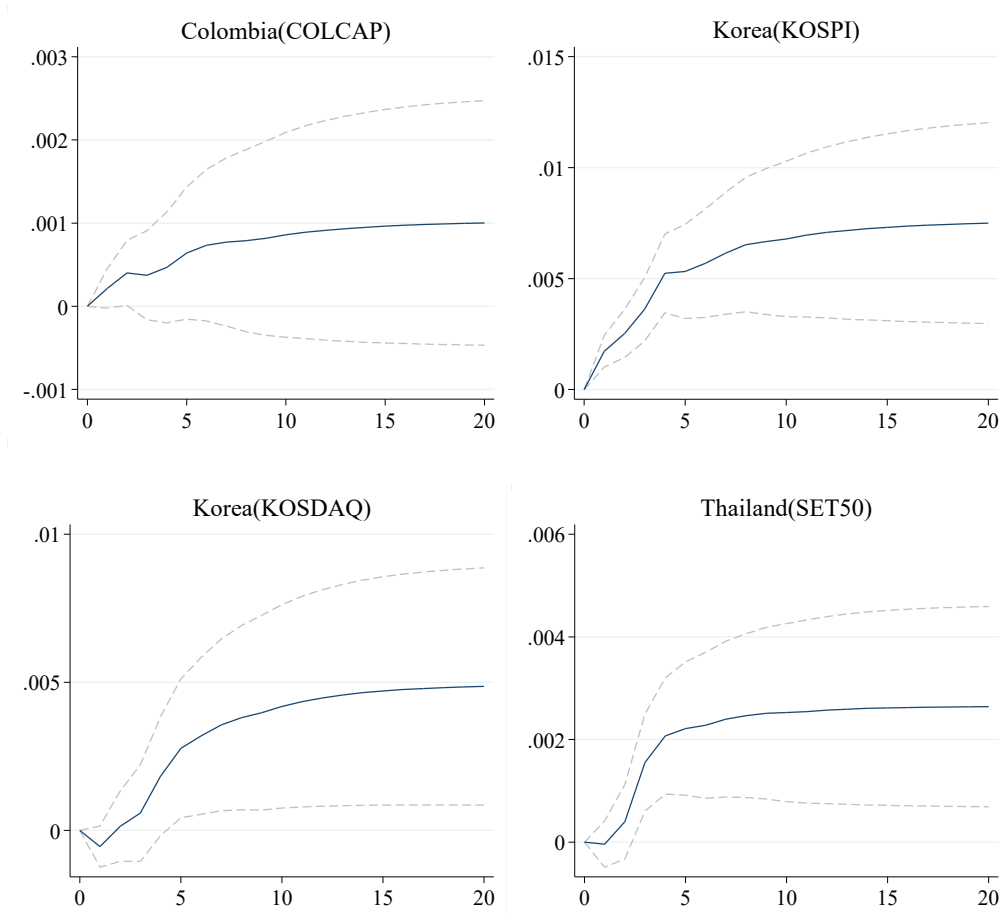 Colombia(COLCAP)
.003
.002
.001
0
-.001
0 5 10 15 20
Korea(KOSPI)
.015
.01
.005
0
0 5 10 15 20
Korea(KOSDAQ)
.01
.005
0
0 5 10 15 20
Thailand(SET50)
.006
.004
.002
0
0 5 10 15 20